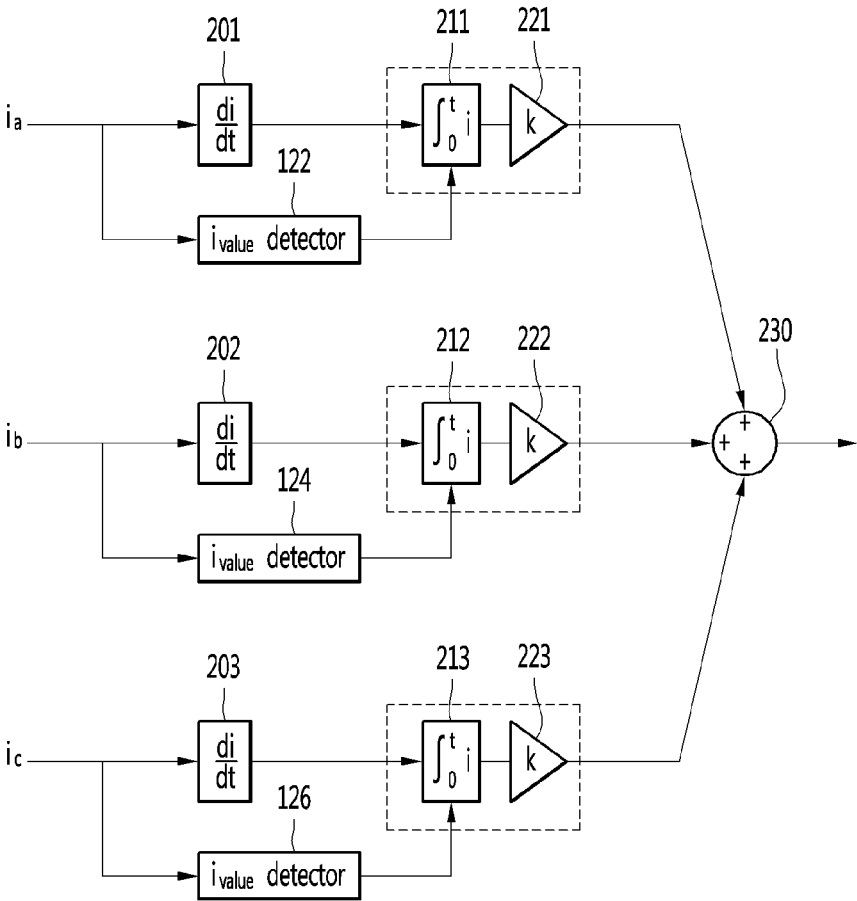 201
211
221
ia
di
dt
∫0t i
k
122
ivalue detector
202
212
222
230
ib
di
dt
∫0t i
k
+
+
+
124
ivalue detector
203
213
223
ic
di
dt
∫0t i
k
126
ivalue detector